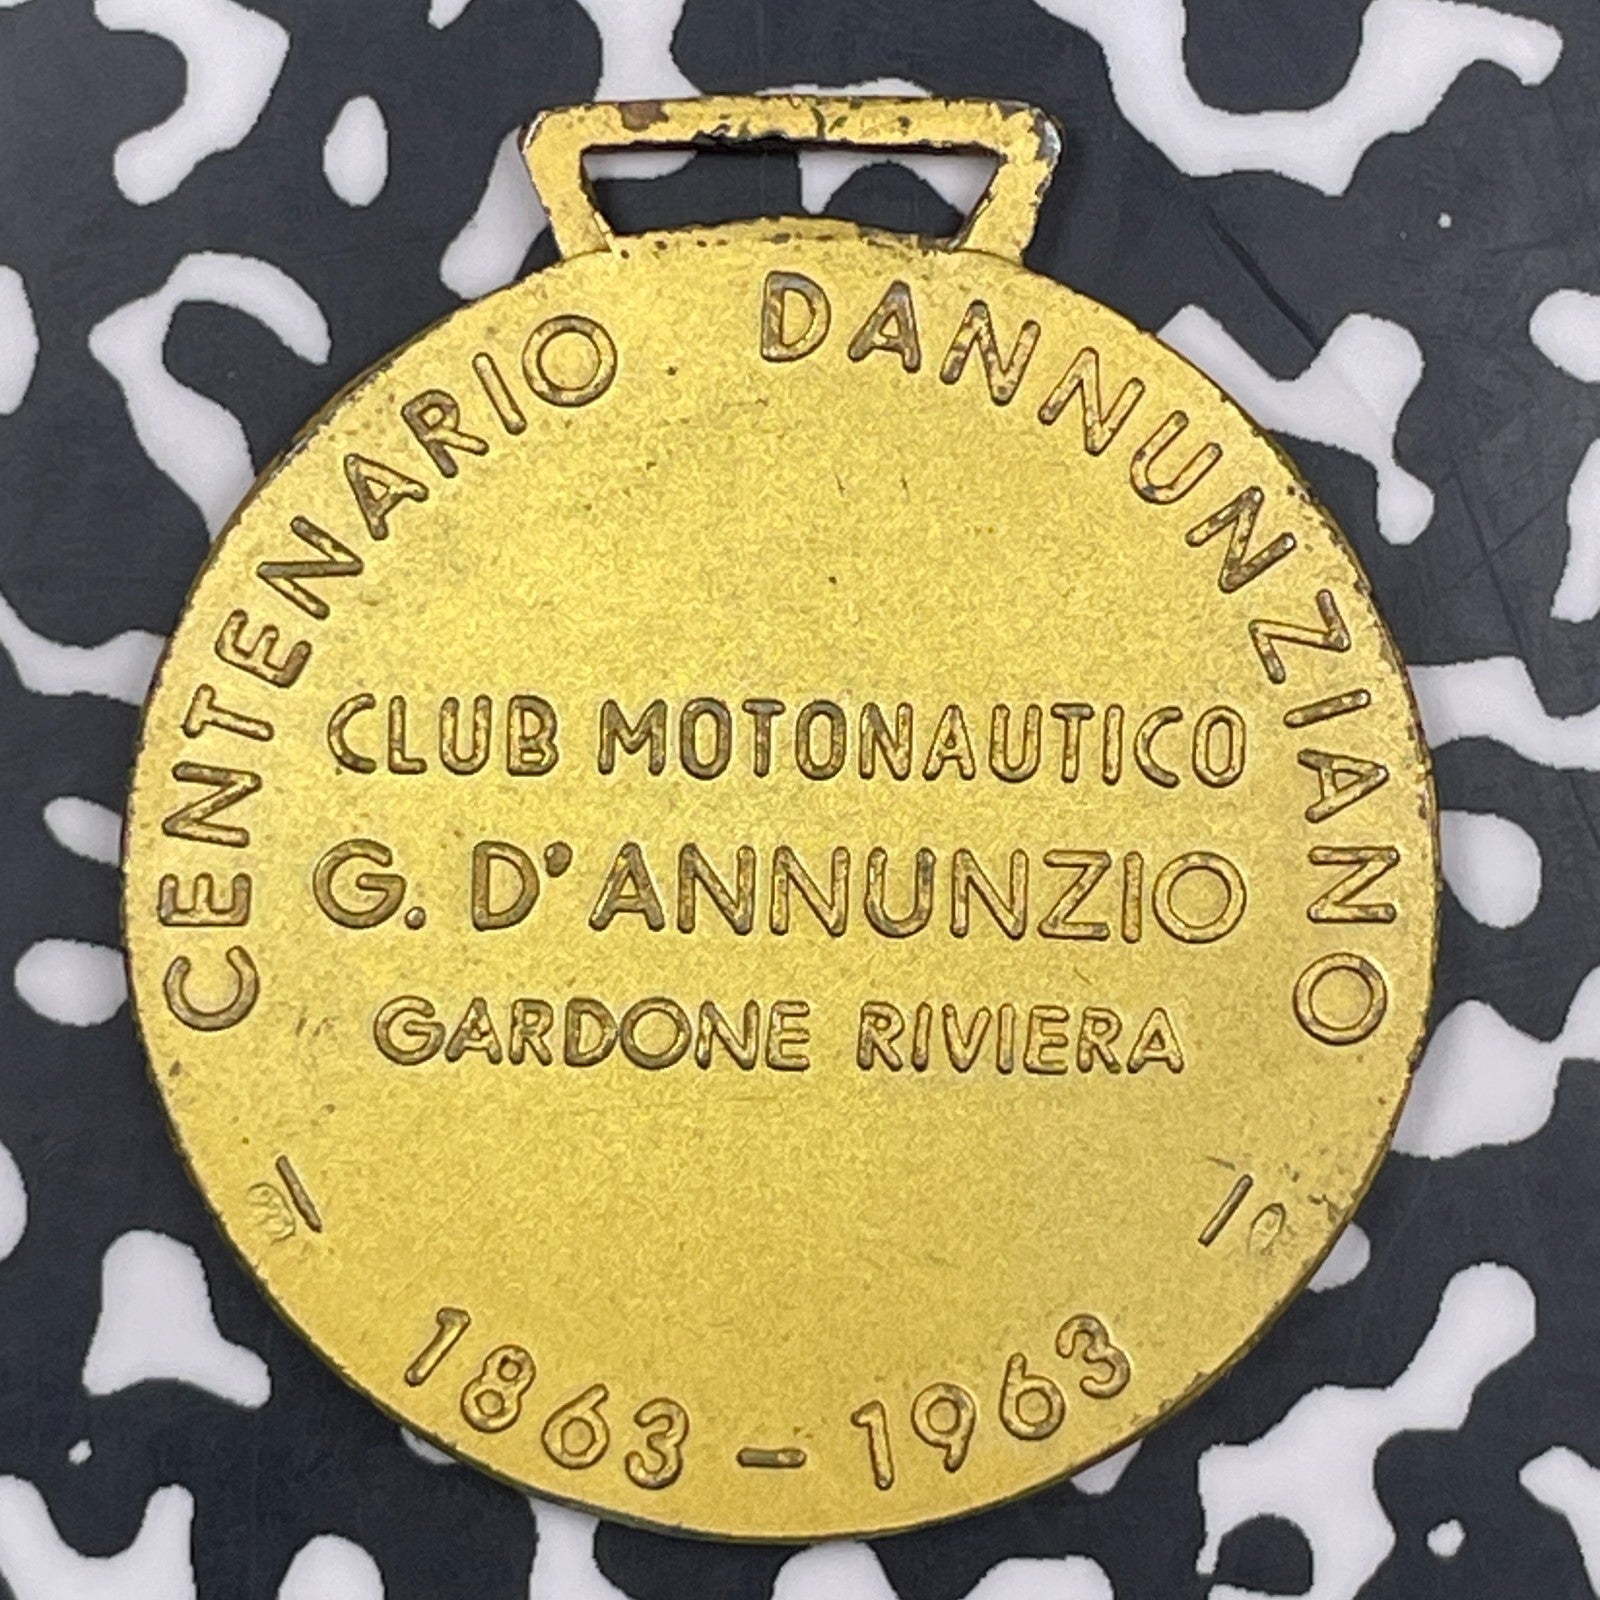 CENTENARIO DANNUNZIANO
CLUB MOTONAUTICO
G. D'ANNUNZIO
GARDONE RIVIERA
1863-1963